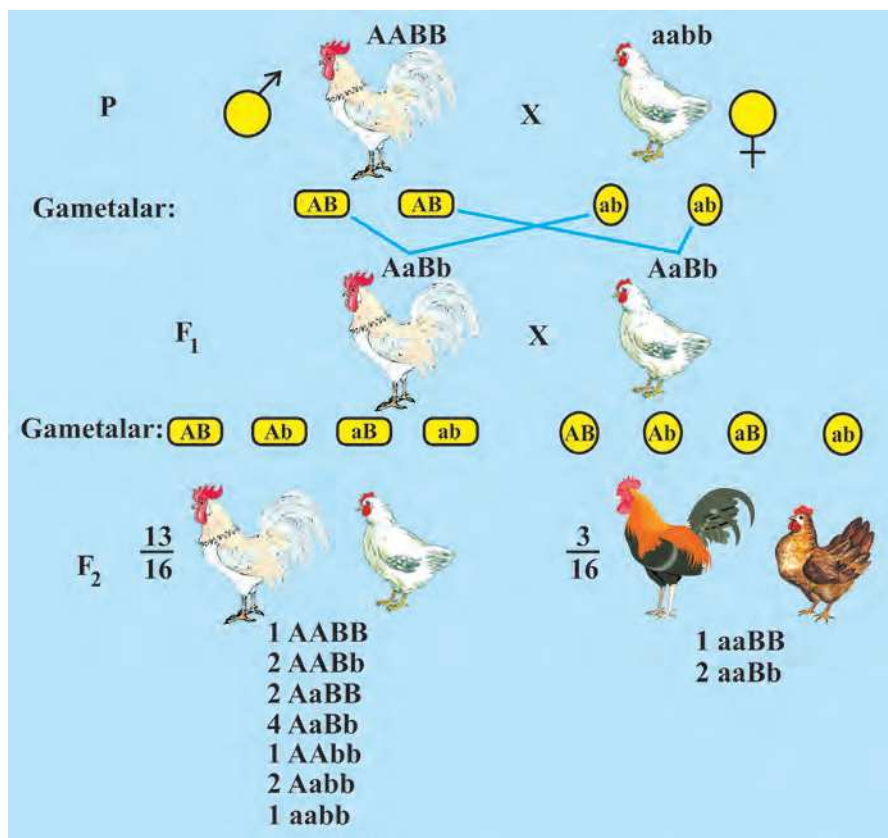 AABB aabb
P X
Gametalar: AB AB ab ab
AaBb AaBb
F1 X
Gametalar: AB Ab aB ab AB Ab aB ab
F2 13/16 3/16
1 AABB
2 AABb
2 AaBB
4 AaBb
1 AAbb
2 Aabb
1 aabb
1 aaBB
2 aaBb